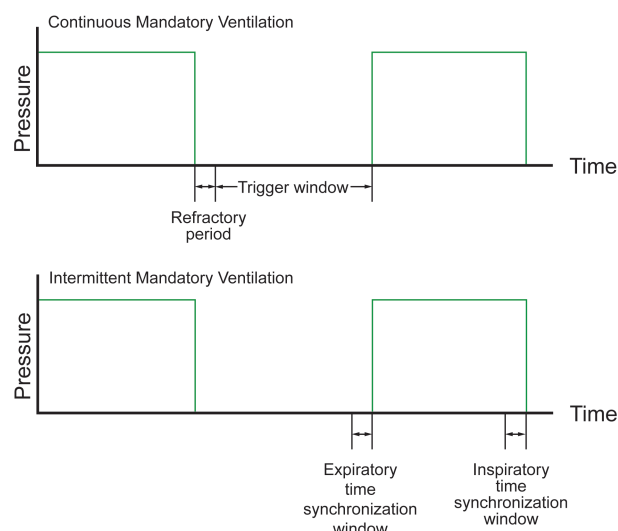 Continuous Mandatory Ventilation
Pressure
Time
Trigger window
Refractory
period
Intermittent Mandatory Ventilation
Pressure
Time
Expiratory
time
synchronization
window
Inspiratory
time
synchronization
window